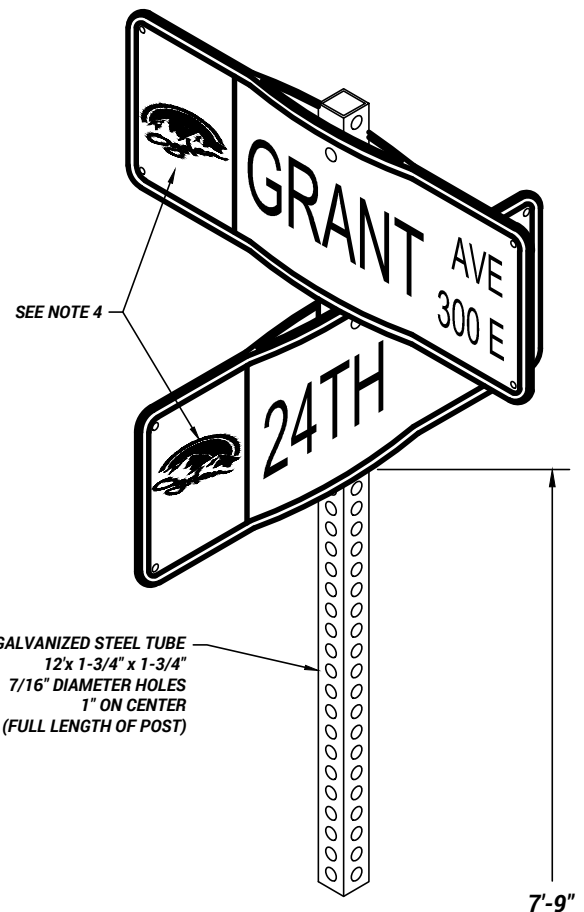 GRANT AVE
300 E
SEE NOTE 4
24TH
GALVANIZED STEEL TUBE
12'x 1-3/4" x 1-3/4"
7/16" DIAMETER HOLES
1" ON CENTER
(FULL LENGTH OF POST)
7'-9"